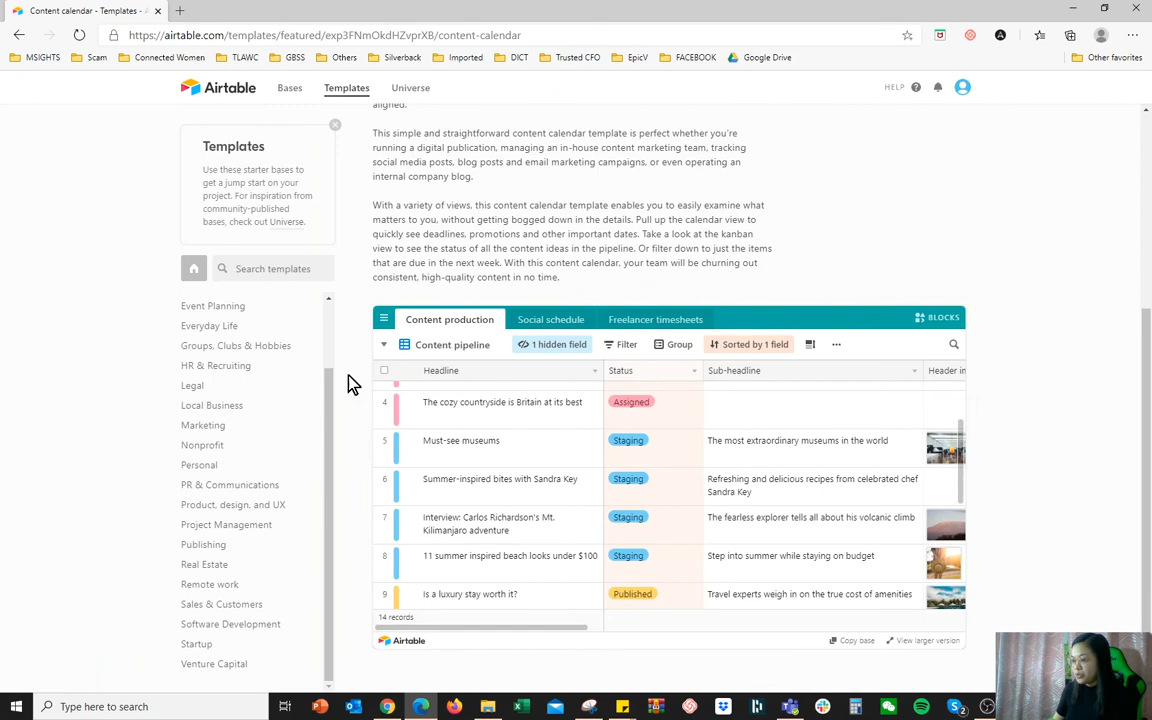 Content calendar - Templates - A
https://airtable.com/templates/featured/exp3FNmOkdHZvprXB/content-calendar
MSIGHTS Scam Connected Women TLAWC GBSS Others Silverback Imported DICT Trusted CFO EpicV FACEBOOK Google Drive Other favorites
Airtable Bases Templates Universe HELP
Templates
Use these starter bases to
get a jump start on your
project. For inspiration from
community-published
bases, check out Universe.
Search templates
Event Planning
Everyday Life
Groups, Clubs & Hobbies
HR & Recruiting
Legal
Local Business
Marketing
Nonprofit
Personal
PR & Communications
Product, design, and UX
Project Management
Publishing
Real Estate
Remote work
Sales & Customers
Software Development
Startup
Venture Capital
aligned.
This simple and straightforward content calendar template is perfect whether you're
running a digital publication, managing an in-house content marketing team, tracking
social media posts, blog posts and email marketing campaigns, or even operating an
internal company blog.
With a variety of views, this content calendar template enables you to easily examine what
matters to you, without getting bogged down in the details. Pull up the calendar view to
quickly see deadlines, promotions and other important dates. Take a look at the kanban
view to see the status of all the content ideas in the pipeline. Or filter down to just the items
that are due in the next week. With this content calendar, your team will be churning out
consistent, high-quality content in no time.
Content production Social schedule Freelancer timesheets BLOCKS
Content pipeline 1 hidden field Filter Group Sorted by 1 field
Headline Status Sub-headline Header in
4 The cozy countryside is Britain at its best Assigned
5 Must-see museums Staging The most extraordinary museums in the world
6 Summer-inspired bites with Sandra Key Staging Refreshing and delicious recipes from celebrated chef
Sandra Key
7 Interview: Carlos Richardson's Mt. Staging The fearless explorer tells all about his volcanic climb
Kilimanjaro adventure
8 11 summer inspired beach looks under $100 Staging Step into summer while staying on budget
9 Is a luxury stay worth it? Published Travel experts weigh in on the true cost of amenities
14 records
Airtable Copy base View larger version
Type here to search